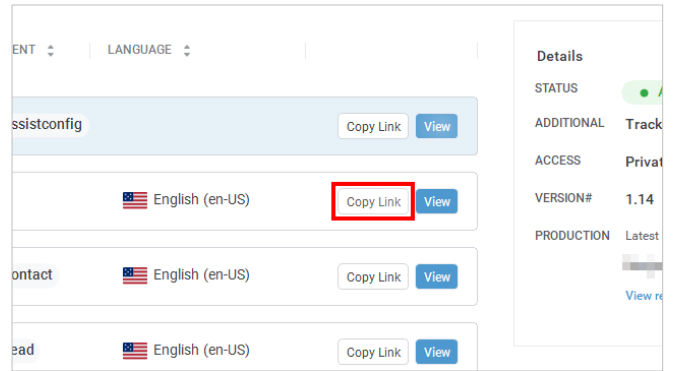 ENT LANGUAGE
ssistconfig Copy Link View
English (en-US) Copy Link View
ontact English (en-US) Copy Link View
ead English (en-US) Copy Link View
Details
STATUS A
ADDITIONAL Track
ACCESS Privat
VERSION# 1.14
PRODUCTION Latest
View re